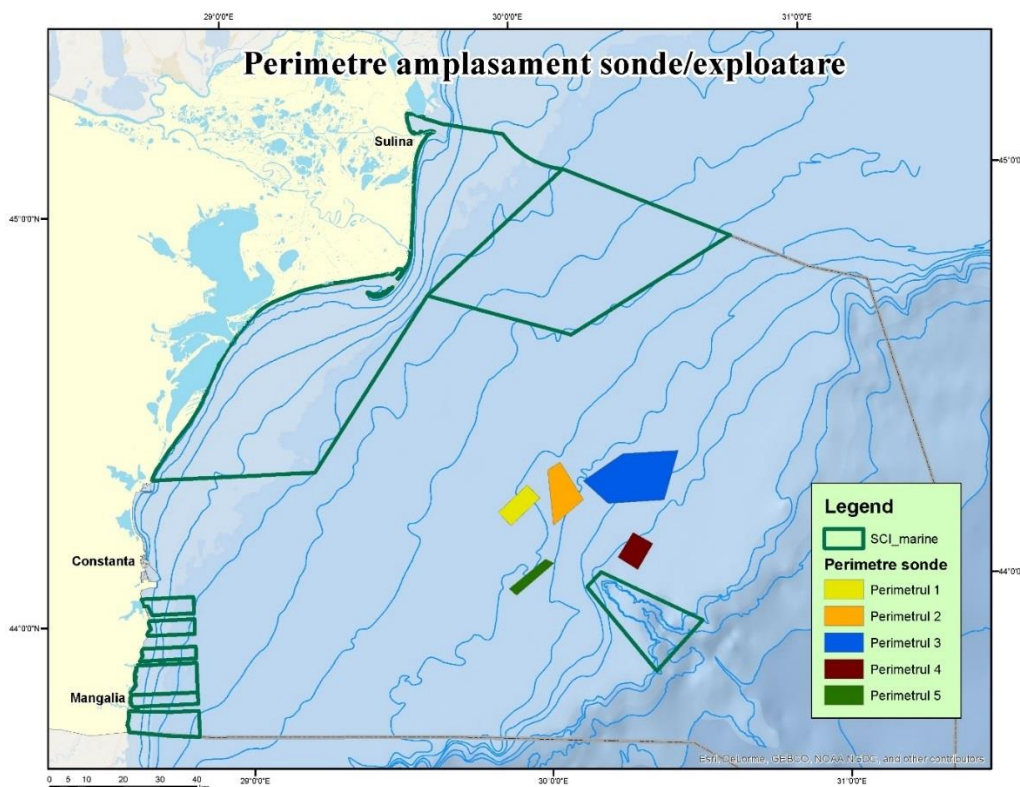 29°0'0"E 30°0'0"E 31°0'0"E
Perimetre amplasament sonde/exploatare
Sulina
45°0'0"N
45°0'0"N
Legend
SCI_marine
Perimetre sonde
Perimetrul 1
Perimetrul 2
Perimetrul 3
Perimetrul 4
Perimetrul 5
Constanta
44°0'0"N
44°0'0"N
Mangalia
Esri, DeLorme, GEBCO, NOAA NGDC, and other contributors
0 5 10 20 30 40
29°0'0"E 30°0'0"E 31°0'0"E